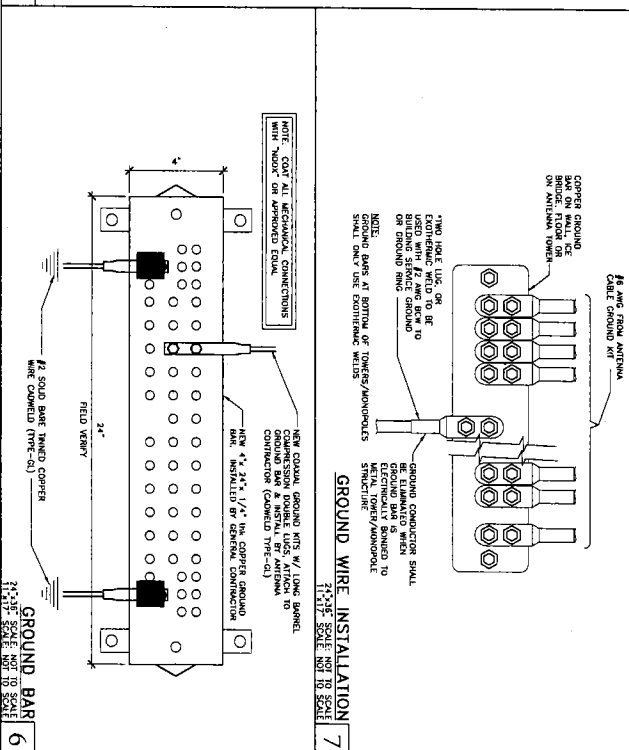 #6 AWG FROM ANTENNA
CABLE GROUND KIT
COPPER GROUND
BAR ON WALL, ICE
BRIDGE, FLOOR OR
ON ANTENNA TOWER
*TWO HOLE LUG, OR
EXOTHERMIC WELD TO BE
USED WITH #2 AWG BCW TO
BUILDING SERVICE GROUND
OR GROUND RING
NOTE:
GROUND BARS AT BOTTOM OF TOWERS/MONOPOLES
SHALL ONLY USE EXOTHERMIC WELDS.
GROUND CONDUCTOR SHALL
BE ELIMINATED WHEN
GROUND BAR IS
ELECTRICALLY BONDED TO
METAL TOWER/MONOPOLE
STRUCTURE
GROUND WIRE INSTALLATION
24"x36" SCALE: NOT TO SCALE
11"x17" SCALE: NOT TO SCALE
7
NOTE: COAT ALL MECHANICAL CONNECTIONS
WITH "NOOX" OR APPROVED EQUAL
4"
NEW COAXIAL GROUND KITS W/ LONG BARREL
COMPRESSION DOUBLE LUGS, ATTACH TO
GROUND BAR & INSTALL BY ANTENNA
CONTRACTOR (CADWELD TYPE-GL)
NEW 4"x 24"x 1/4" thk COPPER GROUND
BAR, INSTALLED BY GENERAL CONTRACTOR
24"
FIELD VERIFY
#2 SOLID BARE TINNED COPPER
WIRE CADWELD (TYPE-GL)
GROUND BAR
24"x36" SCALE: NOT TO SCALE
11"x17" SCALE: NOT TO SCALE
6